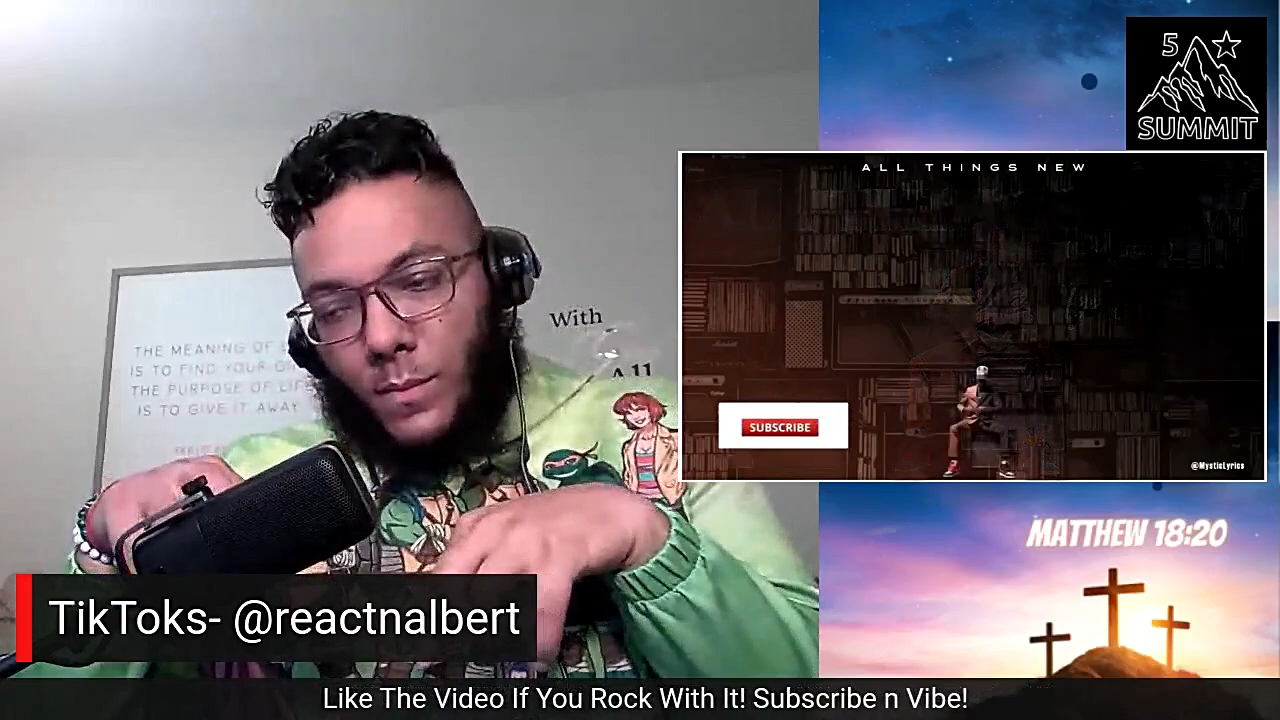 5
SUMMIT
ALL THINGS NEW
With
All
THE MEANING OF
IS TO FIND YOUR
THE PURPOSE OF LIFE
IS TO GIVE IT AWAY
SUBSCRIBE
@MysticLyrics
MATTHEW 18:20
TikToks- @reactnalbert
Like The Video If You Rock With It! Subscribe n Vibe!